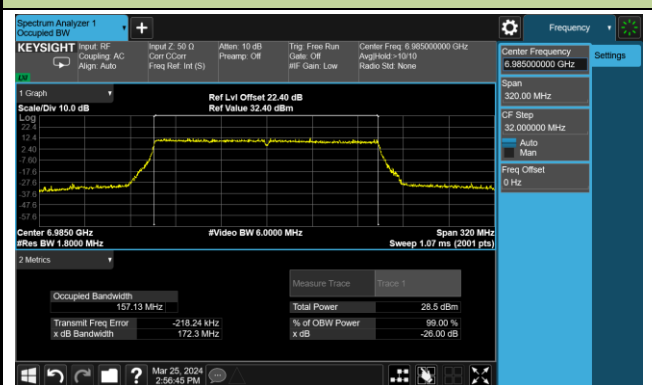 Spectrum Analyzer 1
Occupied BW
Frequency
KEYSIGHT
Input: RF
Coupling: AC
Align: Auto
Input Z: 50 Ω
Corr CCorr
Freq Ref: Int (S)
Atten: 10 dB
Preamp: Off
Trig: Free Run
Gate: Off
#IF Gain: Low
Center Freq: 6.985000000 GHz
Avg|Hold:>10/10
Radio Std: None
LW
Center Frequency
6.985000000 GHz
Settings
Span
320.00 MHz
CF Step
32.000000 MHz
Auto
Man
Freq Offset
0 Hz
1 Graph
Scale/Div 10.0 dB
Ref Lvl Offset 22.40 dB
Ref Value 32.40 dBm
Log
22.4
12.4
2.40
-7.60
-17.6
-27.6
-37.6
-47.6
-57.6
Center 6.9850 GHz
#Res BW 1.8000 MHz
#Video BW 6.0000 MHz
Span 320 MHz
Sweep 1.07 ms (2001 pts)
2 Metrics
Measure Trace Trace 1
Occupied Bandwidth
157.13 MHz
Total Power 28.5 dBm
Transmit Freq Error -218.24 kHz
% of OBW Power 99.00 %
x dB Bandwidth 172.3 MHz
x dB -26.00 dB
Mar 25, 2024
2:56:45 PM